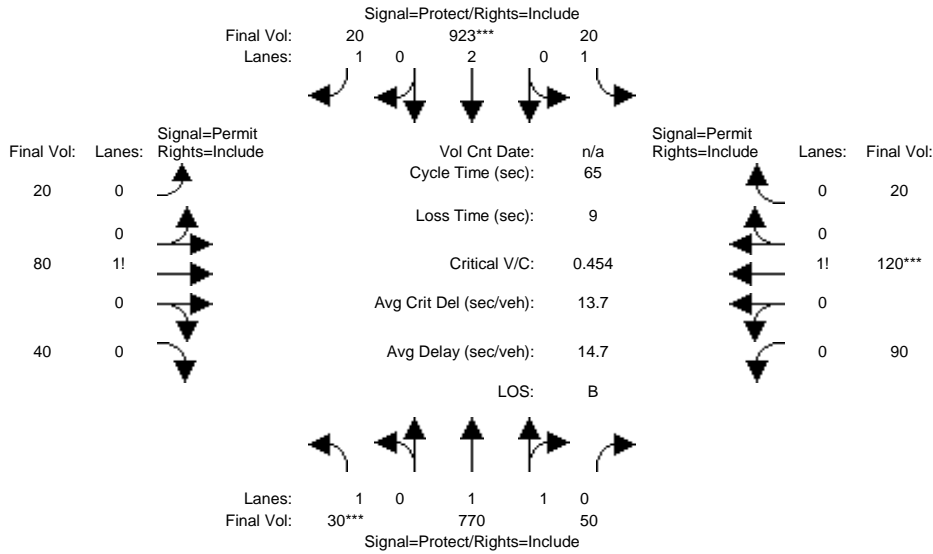 Signal=Protect/Rights=Include
Final Vol: 20 923*** 20
Lanes: 1 0 2 0 1
Signal=Permit
Final Vol: Lanes: Rights=Include
Vol Cnt Date: n/a
Signal=Permit
Rights=Include Lanes: Final Vol:
Cycle Time (sec): 65
20 0
0 20
Loss Time (sec): 9
0
0
80 1!
Critical V/C: 0.454
1! 120***
0
Avg Crit Del (sec/veh): 13.7
0
40 0
Avg Delay (sec/veh): 14.7
0 90
LOS: B
Lanes: 1 0 1 1 0
Final Vol: 30*** 770 50
Signal=Protect/Rights=Include